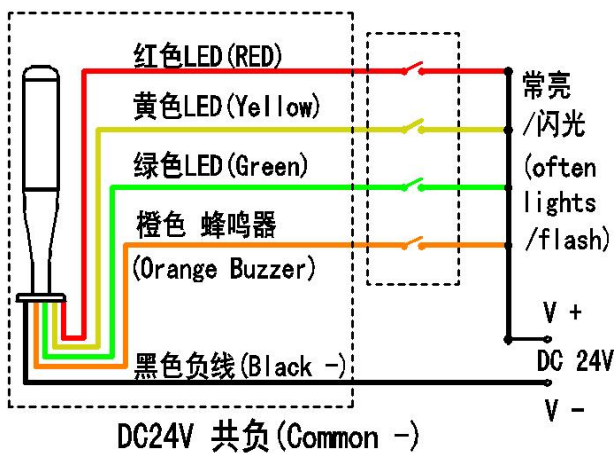 红色LED(RED)
黄色LED(Yellow)
绿色LED(Green)
橙色 蜂鸣器
(Orange Buzzer)
黑色负线(Black -)
常亮
/闪光
(often
lights
/flash)
V +
DC 24V
V -
DC24V 共负(Common -)